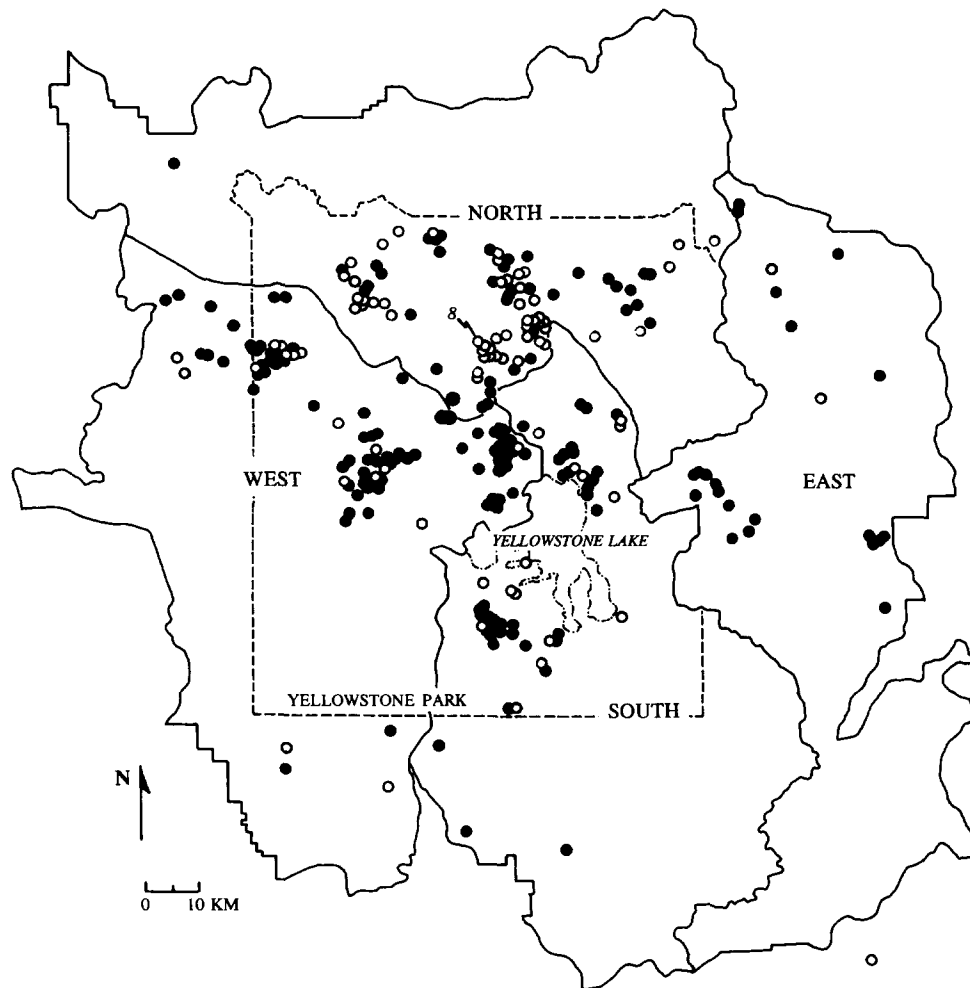 NORTH
8
WEST
EAST
YELLOWSTONE LAKE
YELLOWSTONE PARK
SOUTH
N
0 10 KM